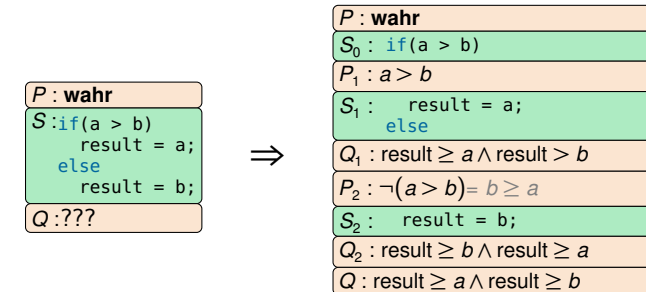 P : wahr
S :if(a > b)
result = a;
else
result = b;
Q :???
⇒
P : wahr
S₀ : if(a > b)
P₁ : a > b
S₁ : result = a;
else
Q₁ : result ≥ a ∧ result > b
P₂ : ¬(a > b)= b ≥ a
S₂ : result = b;
Q₂ : result ≥ b ∧ result ≥ a
Q : result ≥ a ∧ result ≥ b